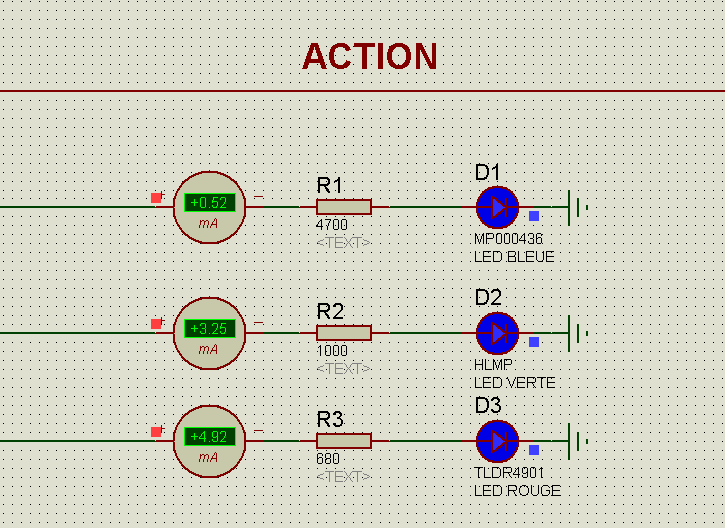 ACTION
+0.52
mA
R1
4700
<TEXT>
D1
MP000436
LED BLEUE
+3.25
mA
R2
1000
<TEXT>
D2
HLMP
LED VERTE
+4.92
mA
R3
680
<TEXT>
D3
TLDR4901
LED ROUGE